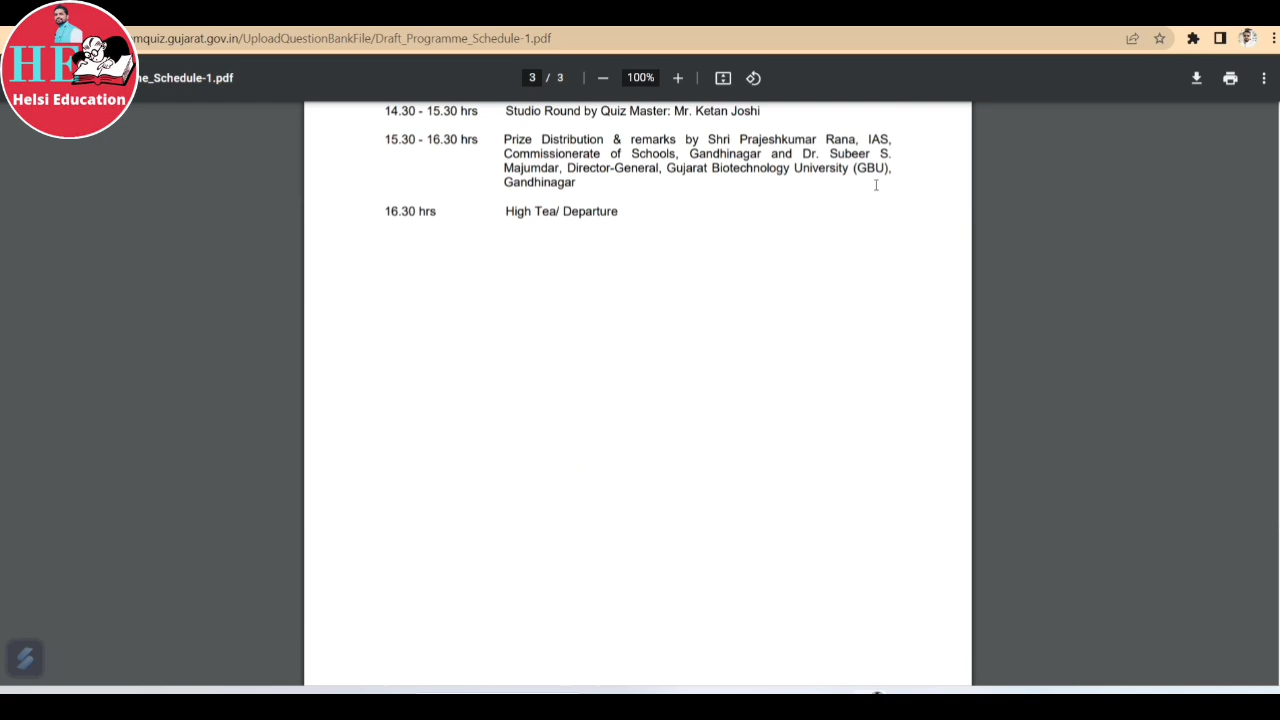 HE
Helsi Education
mquiz.gujarat.gov.in/UploadQuestionBankFile/Draft_Programme_Schedule-1.pdf
me_Schedule-1.pdf
3 / 3
100%
14.30 - 15.30 hrs Studio Round by Quiz Master: Mr. Ketan Joshi
15.30 - 16.30 hrs Prize Distribution & remarks by Shri Prajeshkumar Rana, IAS,
Commissionerate of Schools, Gandhinagar and Dr. Subeer S.
Majumdar, Director-General, Gujarat Biotechnology University (GBU),
Gandhinagar
16.30 hrs High Tea/ Departure